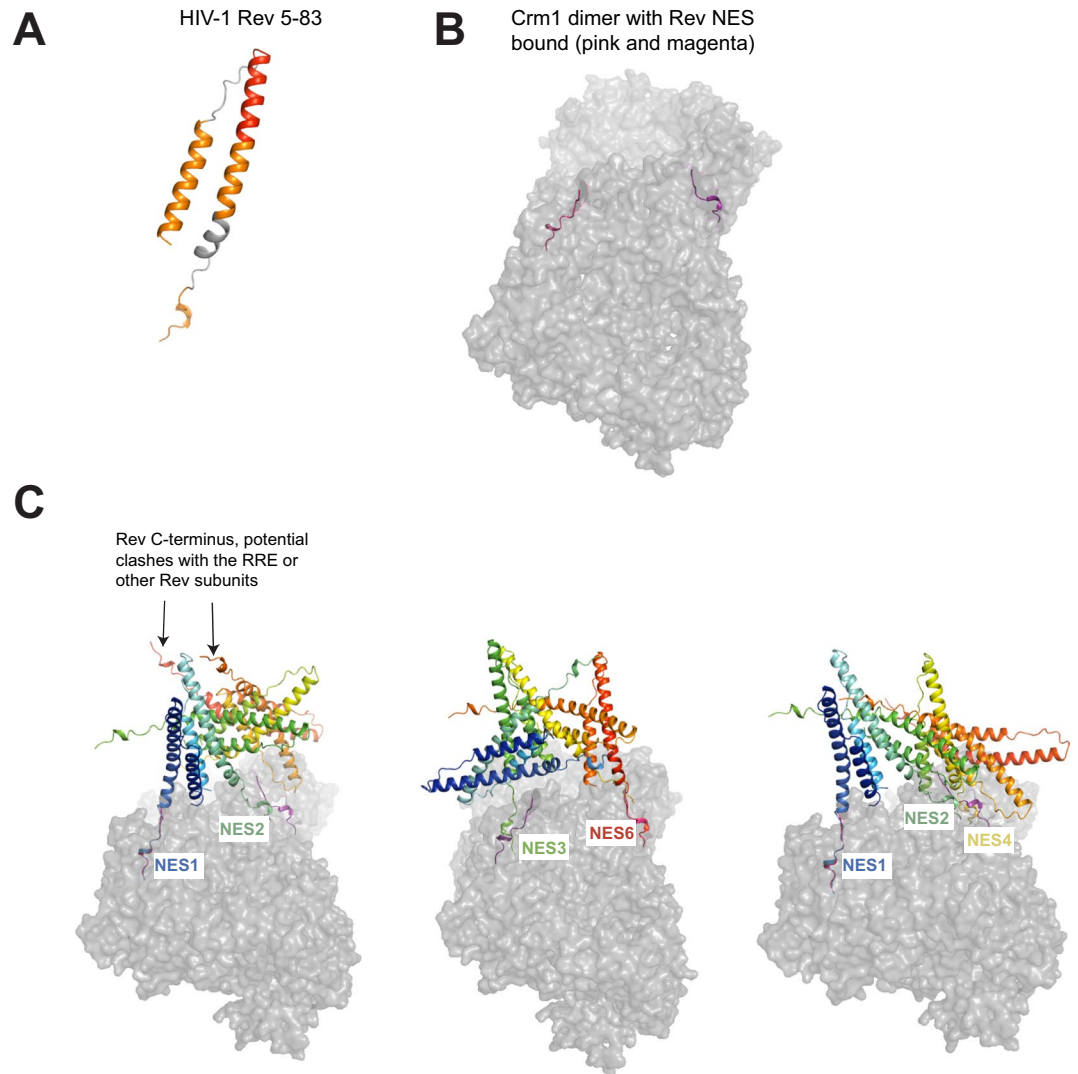 A
HIV-1 Rev 5-83
B
Crm1 dimer with Rev NES
bound (pink and magenta)
C
Rev C-terminus, potential
clashes with the RRE or
other Rev subunits
NES2
NES1
NES3
NES6
NES2
NES4
NES1